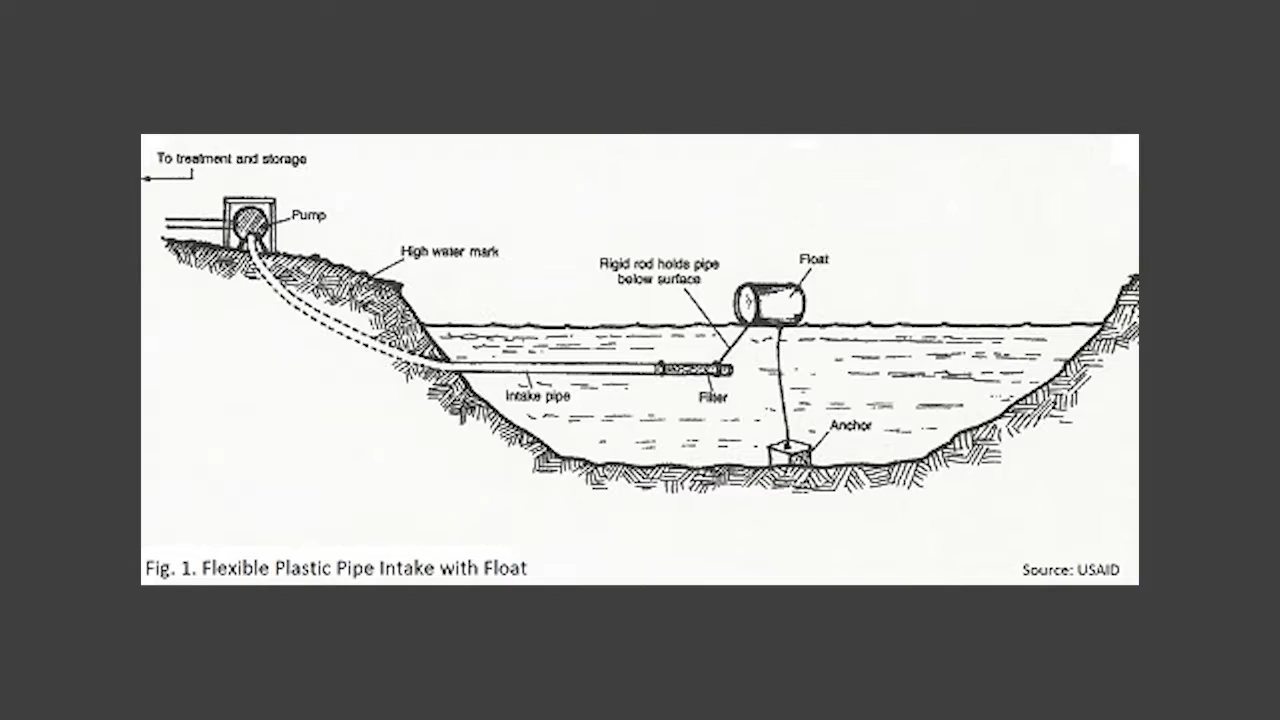 To treatment and storage
Pump
High water mark
Rigid rod holds pipe
below surface
Float
Intake pipe
Filter
Anchor
Fig. 1. Flexible Plastic Pipe Intake with Float
Source: USAID